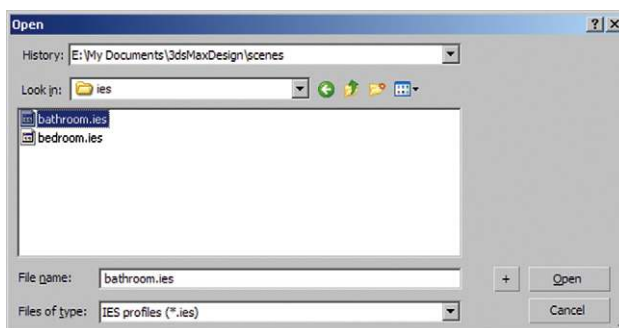 Open
History: E:\My Documents\3dsMaxDesign\scenes
Look in: ies
bathroom.ies
bedroom.ies
File name: bathroom.ies + Open
Files of type: IES profiles (*.ies) Cancel